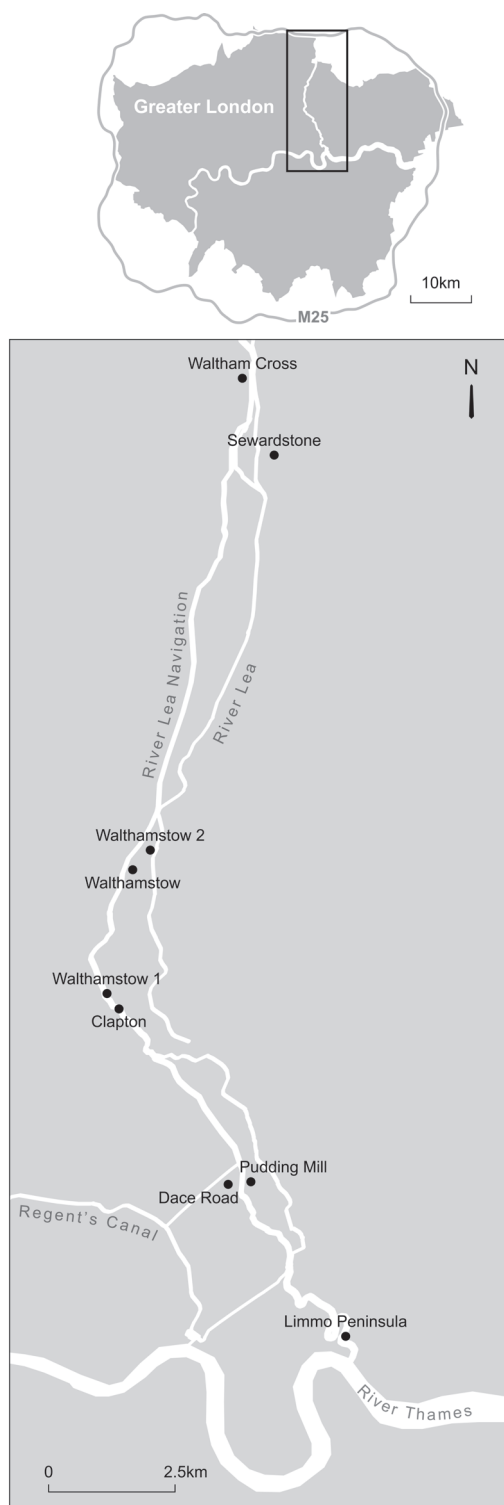 Greater London
10km
M25
N
Waltham Cross
Sewardstone
River Lea Navigation
River Lea
Walthamstow 2
Walthamstow
Walthamstow 1
Clapton
Pudding Mill
Dace Road
Regent's Canal
Limmo Peninsula
River Thames
0 2.5km